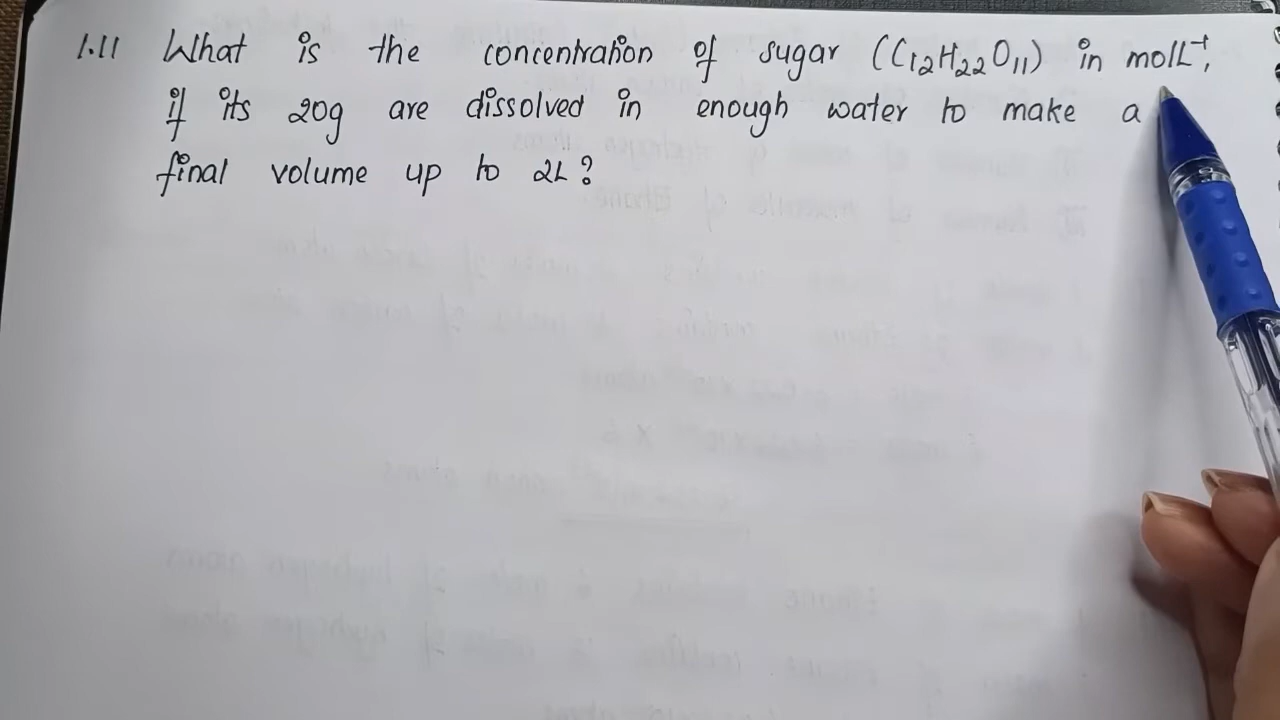 1.11 What is the concentration of sugar (C₁₂H₂₂O₁₁) in molL⁻¹,
if its 20g are dissolved in enough water to make a
final volume up to 2L?